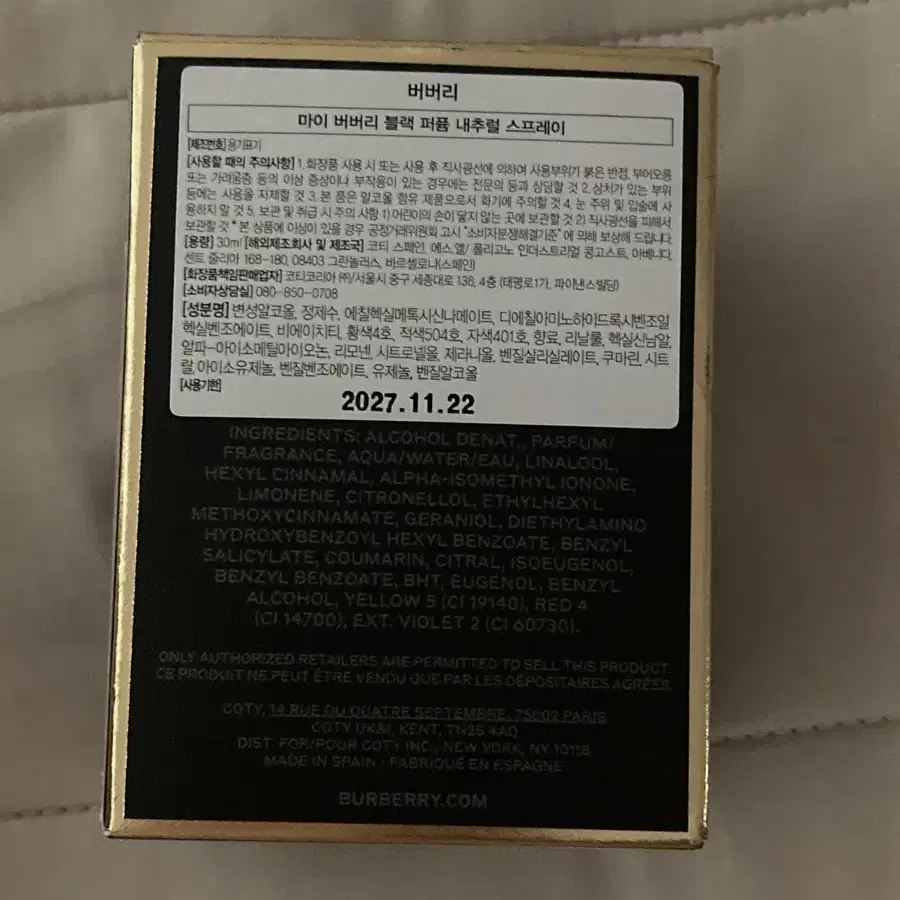 버버리
마이 버버리 블랙 퍼퓸 내추럴 스프레이
[제조번호]용기표기
[사용할 때의 주의사항] 1. 화장품 사용 시 또는 사용 후 직사광선에 의하여 사용부위가 붉은 반점, 부어오름
또는 가려움증 등의 이상 증상이나 부작용이 있는 경우에는 전문의 등과 상담할 것 2. 상처가 있는 부위
등에는 사용을 자제할 것 3. 본 품은 알코올 함유 제품으로서 화기에 주의할 것 4. 눈 주위 및 입술에 사
용하지 말 것 5. 보관 및 취급 시 주의 사항 1) 어린이의 손이 닿지 않는 곳에 보관할 것 2) 직사광선을 피해서
보관할 것 * 본 상품에 이상이 있을 경우 공정거래위원회 고시 "소비자분쟁해결기준" 에 의해 보상해 드립니다.
[용량] 30ml [해외제조회사 및 제조국] 코티 스페인, 에스.엘/ 폴리고노 인더스트리얼 콩고스트, 아베니다.
센트 줄리아 168-180, 08403 그란놀러스, 바르셀로나(스페인)
[화장품책임판매업자] 코티코리아 ㈜/서울시 중구 세종대로 136, 4층 (태평로1가, 파이낸스빌딩)
[소비자상담실] 080-850-0708
[성분명] 변성알코올, 정제수, 에칠헥실메톡시신나메이트, 디에칠아미노하이드록시벤조일
헥실벤조에이트, 비에이치티, 황색4호, 적색504호, 자색401호, 향료, 리날룰, 헥실신남알,
알파-아이소메틸아이오논, 리모넨, 시트로넬올, 제라니올, 벤질살리실레이트, 쿠마린, 시트
랄, 아이소유제놀, 벤질벤조에이트, 유제놀, 벤질알코올
[사용기한]
2027.11.22
INGREDIENTS: ALCOHOL DENAT., PARFUM/
FRAGRANCE, AQUA/WATER/EAU, LINALOOL,
HEXYL CINNAMAL, ALPHA-ISOMETHYL IONONE,
LIMONENE, CITRONELLOL, ETHYLHEXYL
METHOXYCINNAMATE, GERANIOL, DIETHYLAMINO
HYDROXYBENZOYL HEXYL BENZOATE, BENZYL
SALICYLATE, COUMARIN, CITRAL, ISOEUGENOL,
BENZYL BENZOATE, BHT, EUGENOL, BENZYL
ALCOHOL, YELLOW 5 (CI 19140), RED 4
(CI 14700), EXT. VIOLET 2 (CI 60730).
ONLY AUTHORIZED RETAILERS ARE PERMITTED TO SELL THIS PRODUCT.
CE PRODUIT NE PEUT ÊTRE VENDU QUE PAR LES DÉPOSITAIRES AGRÉÉS.
COTY, 14 RUE DU QUATRE SEPTEMBRE, 75002 PARIS
COTY UK&I, KENT, TN25 4AQ
DIST. FOR/POUR COTY INC., NEW YORK, NY 10118
MADE IN SPAIN / FABRIQUÉ EN ESPAGNE
BURBERRY.COM